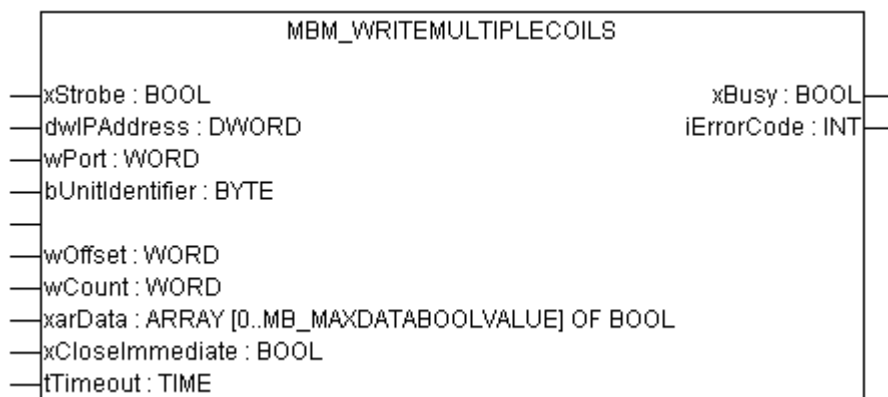 MBM_WRITEMULTIPLECOILS
xStrobe : BOOL xBusy : BOOL
dwIPAddress : DWORD iErrorCode : INT
wPort : WORD
bUnitIdentifier : BYTE
wOffset : WORD
wCount : WORD
xarData : ARRAY [0..MB_MAXDATABOOLVALUE] OF BOOL
xCloseImmediate : BOOL
tTimeout : TIME